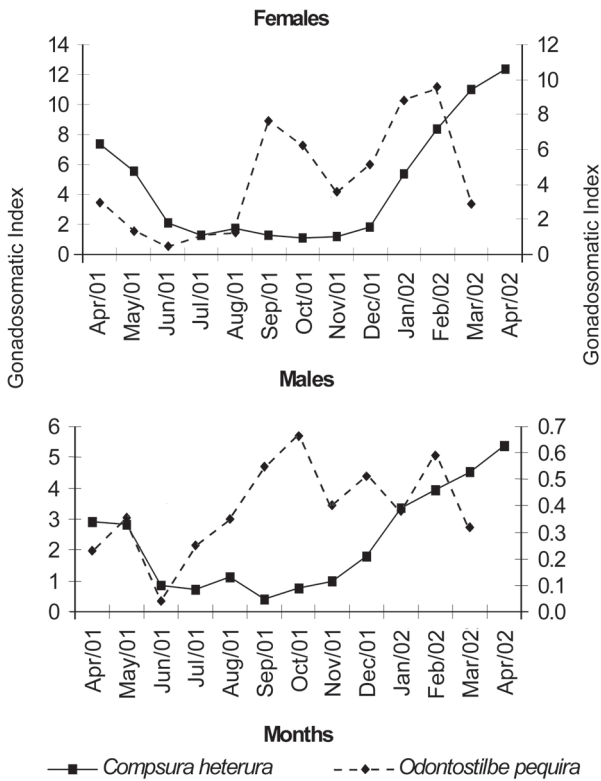 Females
14 12
12 10
10 8
8 6
6
4 4
2 2
0 0
Gonadosomatic Index
Gonadosomatic Index
Apr/01 May/01 Jun/01 Jul/01 Aug/01 Sep/01 Oct/01 Nov/01 Dec/01 Jan/02 Feb/02 Mar/02 Apr/02
Males
6 0.7
5 0.6
0.5
4 0.4
3 0.3
2 0.2
1 0.1
0 0.0
Apr/01 May/01 Jun/01 Jul/01 Aug/01 Sep/01 Oct/01 Nov/01 Dec/01 Jan/02 Feb/02 Mar/02 Apr/02
Months
Compsura heterura Odontostilbe pequira